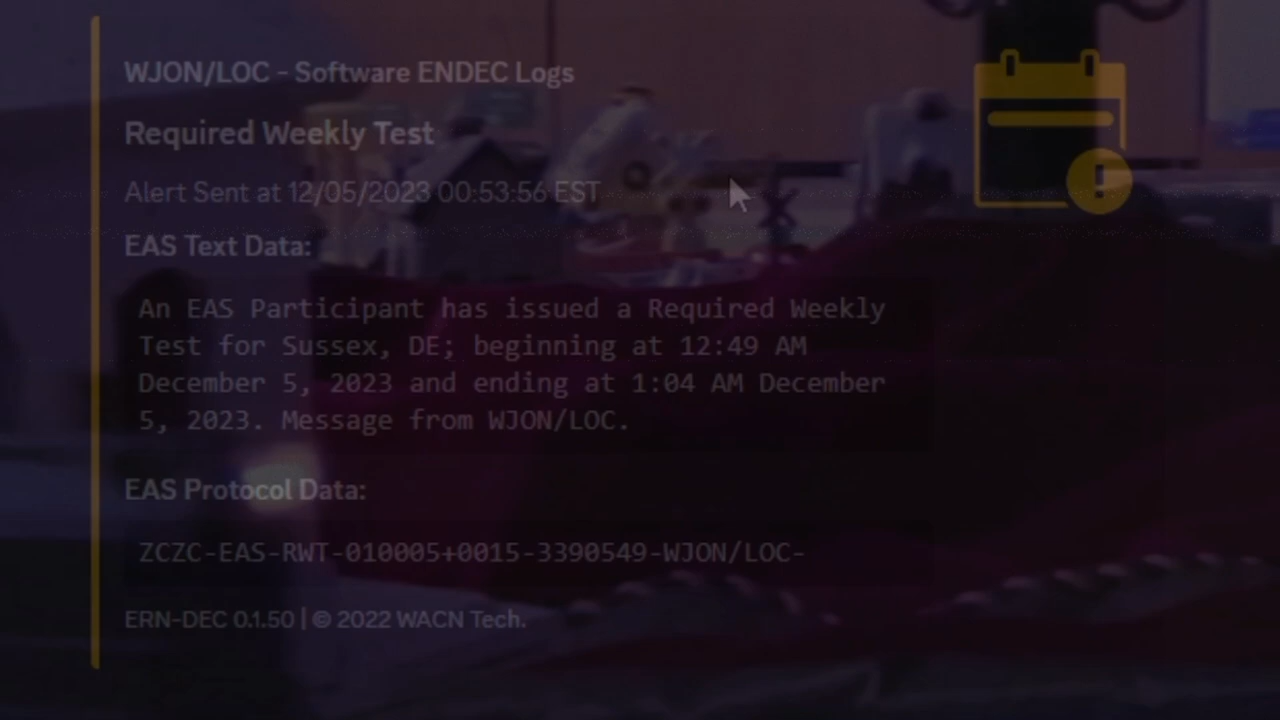 WJON/LOC - Software ENDEC Logs
Required Weekly Test
Alert Sent at 12/05/2023 00:53:56 EST
EAS Text Data:
An EAS Participant has issued a Required Weekly
Test for Sussex, DE; beginning at 12:49 AM
December 5, 2023 and ending at 1:04 AM December
5, 2023. Message from WJON/LOC.
EAS Protocol Data:
ZCZC-EAS-RWT-010005+0015-3390549-WJON/LOC-
ERN-DEC 0.1.50 | © 2022 WACN Tech.